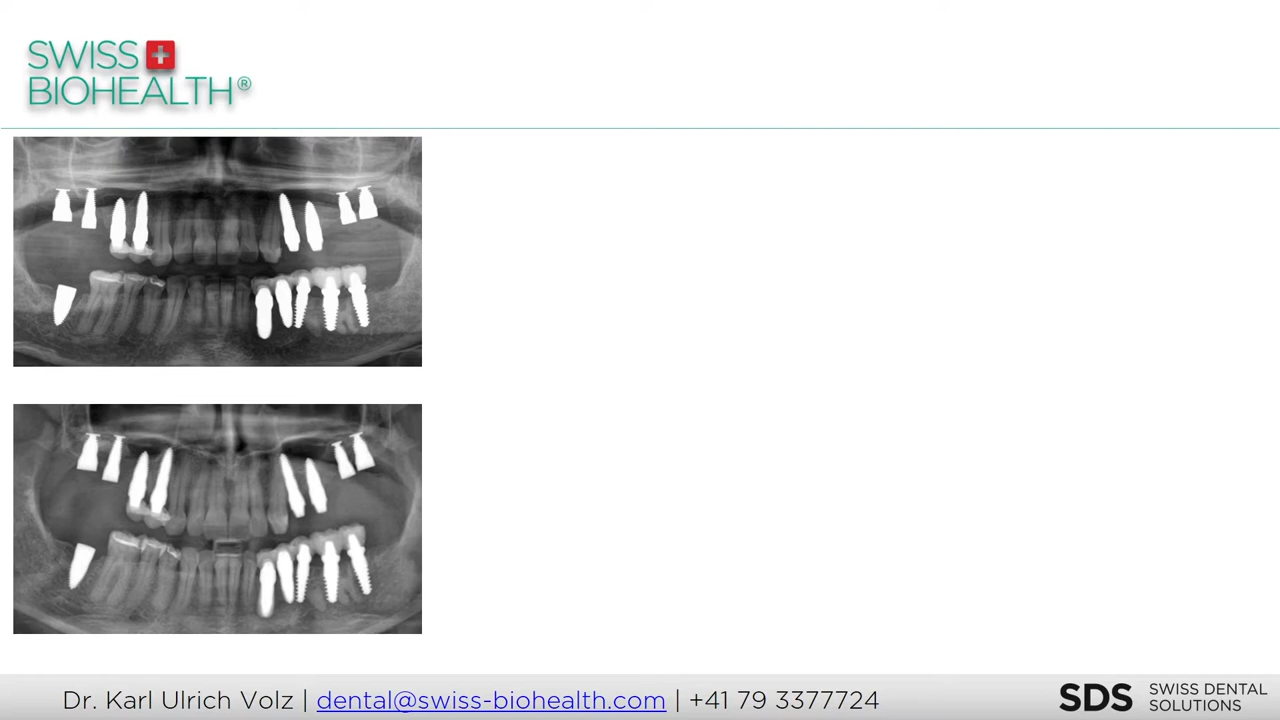 SWISS
BIOHEALTH®
Dr. Karl Ulrich Volz | dental@swiss-biohealth.com | +41 79 3377724
SDS SWISS DENTAL
SOLUTIONS